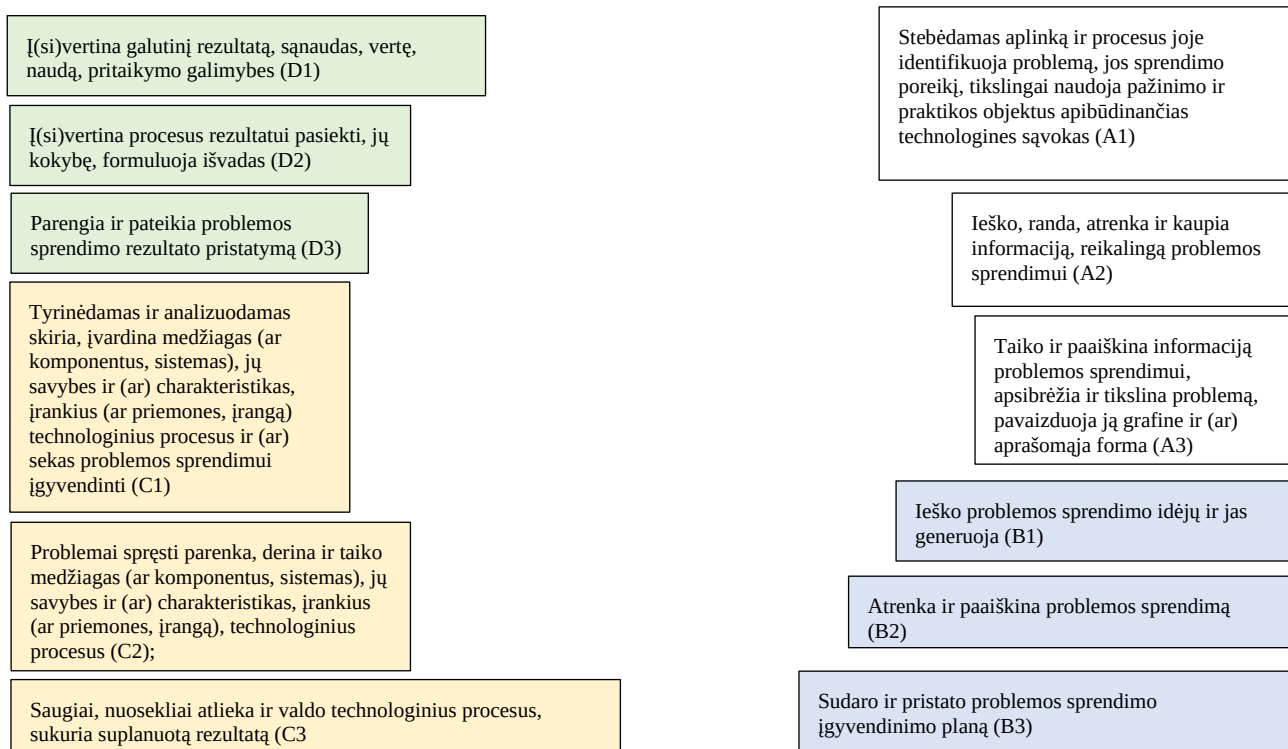 Į(si)vertina galutinį rezultatą, sąnaudas, vertę,
naudą, pritaikymo galimybes (D1)
Į(si)vertina procesus rezultatui pasiekti, jų
kokybę, formuluoja išvadas (D2)
Parengia ir pateikia problemos
sprendimo rezultato pristatymą (D3)
Tyrinėdamas ir analizuodamas
skiria, įvardina medžiagas (ar
komponentus, sistemas), jų
savybes ir (ar) charakteristikas,
įrankius (ar priemones, įrangą)
technologinius procesus ir (ar)
sekas problemos sprendimui
įgyvendinti (C1)
Problemai spręsti parenka, derina ir taiko
medžiagas (ar komponentus, sistemas), jų
savybes ir (ar) charakteristikas, įrankius
(ar priemones, įrangą), technologinius
procesus (C2);
Saugiai, nuosekliai atlieka ir valdo technologinius procesus,
sukuria suplanuotą rezultatą (C3
Stebėdamas aplinką ir procesus joje
identifikuoja problemą, jos sprendimo
poreikį, tikslingai naudoja pažinimo ir
praktikos objektus apibūdinančias
technologines sąvokas (A1)
Ieško, randa, atrenka ir kaupia
informaciją, reikalingą problemos
sprendimui (A2)
Taiko ir paaiškina informaciją
problemos sprendimui,
apsibrėžia ir tikslina problemą,
pavaizduoja ją grafine ir (ar)
aprašomąja forma (A3)
Ieško problemos sprendimo idėjų ir jas
generuoja (B1)
Atrenka ir paaiškina problemos sprendimą
(B2)
Sudaro ir pristato problemos sprendimo
įgyvendinimo planą (B3)